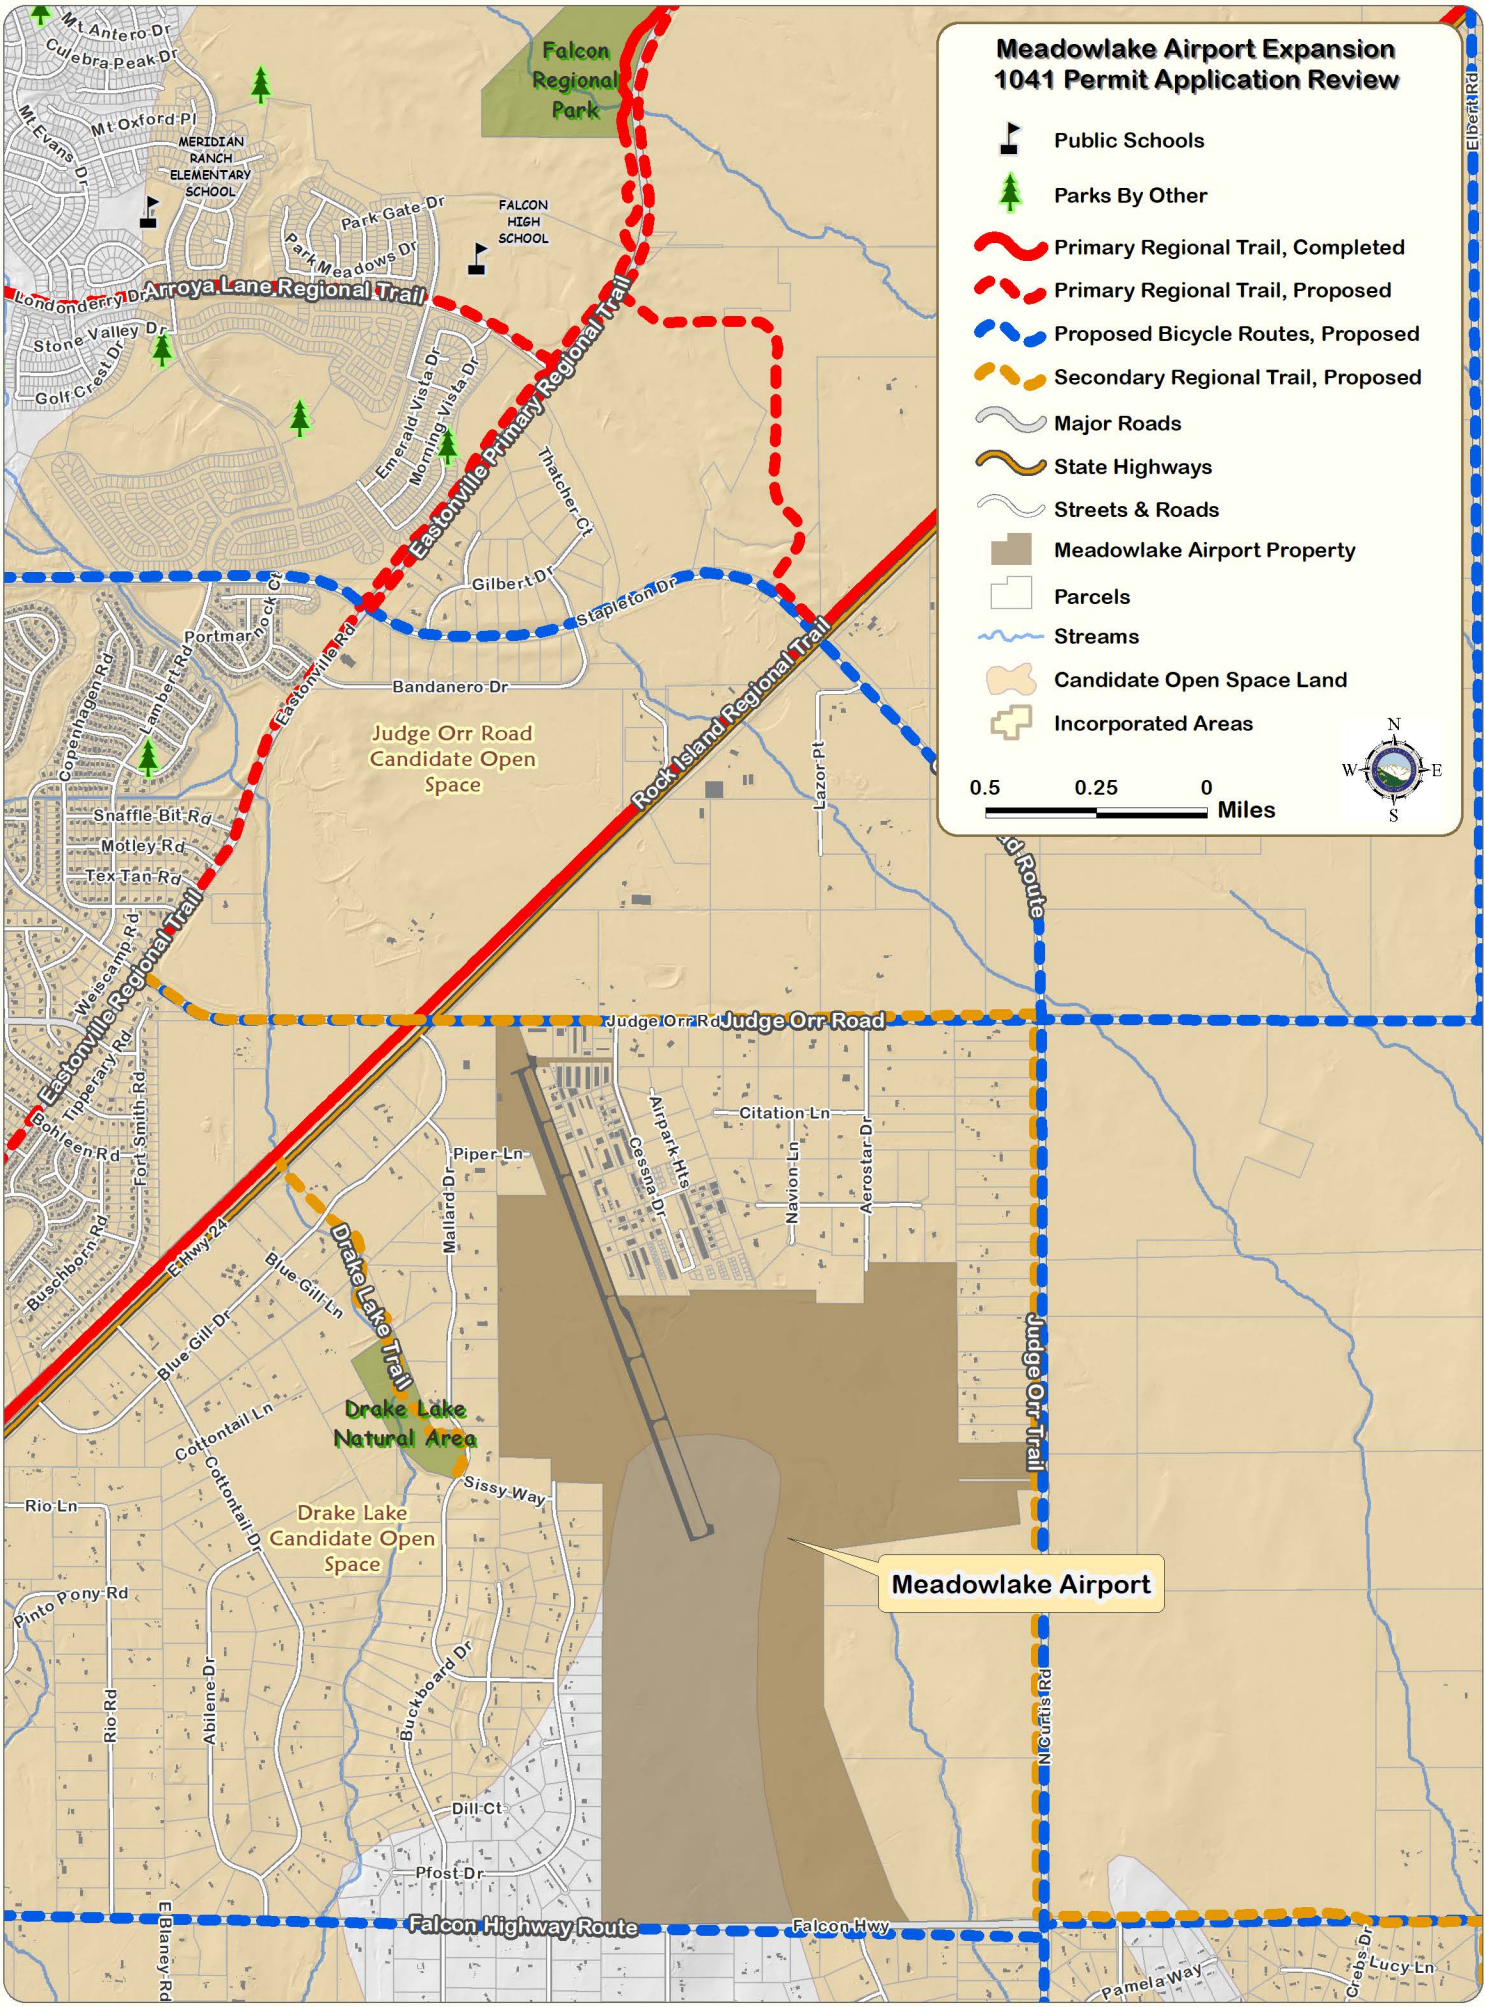 Meadowlake Airport Expansion
1041 Permit Application Review
Public Schools
Parks By Other
Primary Regional Trail, Completed
Primary Regional Trail, Proposed
Proposed Bicycle Routes, Proposed
Secondary Regional Trail, Proposed
Major Roads
State Highways
Streets & Roads
Meadowlake Airport Property
Parcels
Streams
Candidate Open Space Land
Incorporated Areas
N
W
E
S
0.5
0.25
0
Miles
Mt Antero Dr
Culebra Peak Dr
Mt Oxford Pl
Mt Evans Dr
MERIDIAN
RANCH
ELEMENTARY
SCHOOL
Falcon
Regional
Park
Elbert Rd
Park Gate Dr
Park Meadows Dr
FALCON
HIGH
SCHOOL
Londonderry Dr
Arroya Lane Regional Trail
Stone Valley Dr
Golf Crest Dr
Emerald Vista Dr
Morning Vista Dr
Eastonville Primary Regional Trail
Thatcher Ct
Gilbert Dr
Stapleton Dr
Portmarnock Ct
Eastonville Rd
Bandanero Dr
Copenhagen Rd
Lambert Rd
Judge Orr Road
Candidate Open
Space
Rock Island Regional Trail
Lazor Pt
Snaffle Bit Rd
Motley Rd
Tex Tan Rd
Weiscamp Rd
Eastonville Regional Trail
Route
Judge Orr Rd
Judge Orr Road
Tipperary Rd
Bohleen Rd
Fort Smith Rd
Buschborn Rd
E Hwy 24
Piper Ln
Mallard Dr
Airpark Hts
Cessna Dr
Citation Ln
Navion Ln
Aerostar Dr
Drake Lake Trail
Blue Gill Ln
Blue Gill Dr
Drake Lake
Natural Area
Judge Orr Trail
Cottontail Ln
Cottontail Dr
Sissy Way
Rio Ln
Drake Lake
Candidate Open
Space
Meadowlake Airport
Pinto Pony Rd
Rio Rd
Abilene Dr
Buckboard Dr
N Curtis Rd
Dill Ct
Pfost Dr
E Blaney Rd
Falcon Highway Route
Falcon Hwy
Pamela Way
Crebs Dr
Lucy Ln